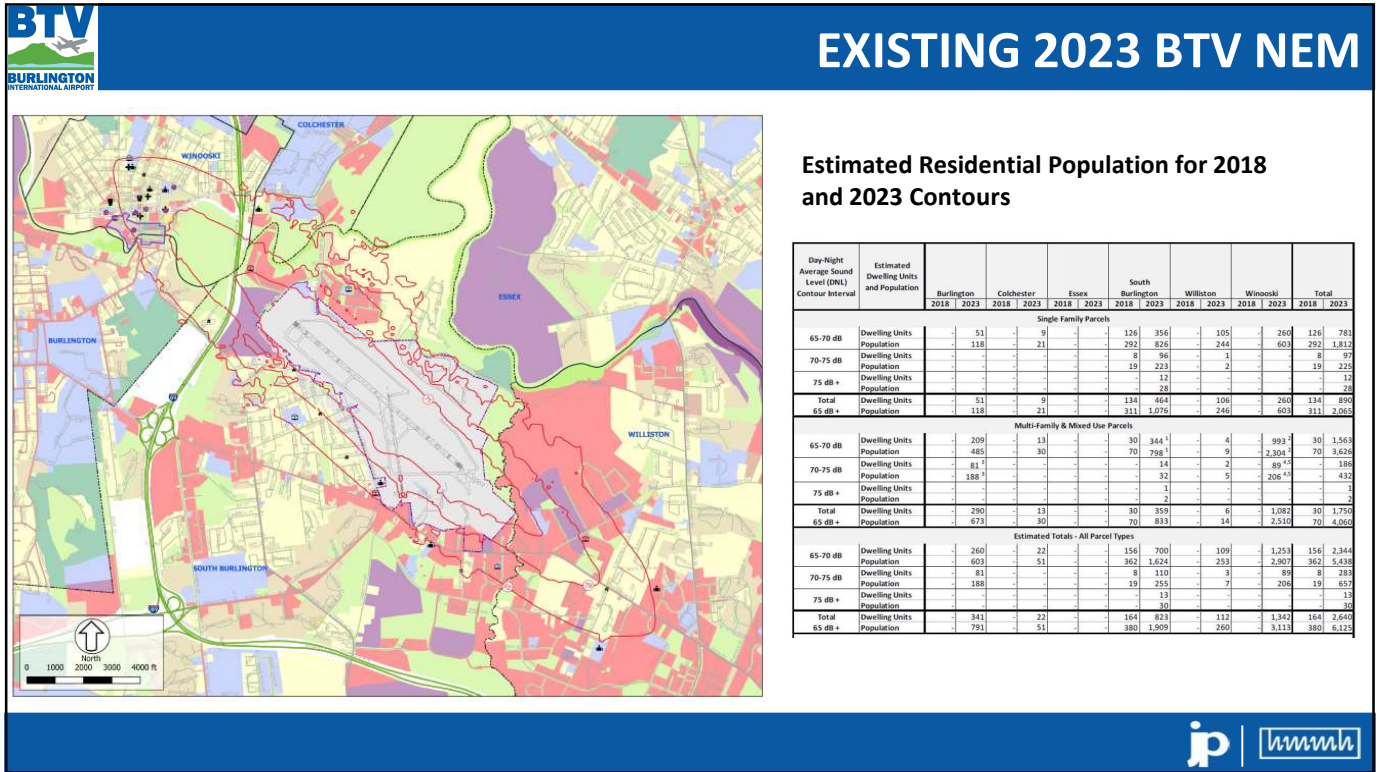 BTV
BURLINGTON
INTERNATIONAL AIRPORT
EXISTING 2023 BTV NEM
COLCHESTER
WINOOSKI
ESSEX
BURLINGTON
WILLISTON
SOUTH BURLINGTON
North
0 1000 2000 3000 4000 ft
Estimated Residential Population for 2018
and 2023 Contours
Day-Night
Average Sound
Level (DNL)
Contour Interval
Estimated
Dwelling Units
and Population
Burlington Colchester Essex South Burlington Williston Winooski Total
2018 2023 2018 2023 2018 2023 2018 2023 2018 2023 2018 2023 2018 2023
Single Family Parcels
65-70 dB Dwelling Units - 51 - 9 - - 126 356 - 105 - 260 126 781
Population - 118 - 21 - - 292 826 - 244 - 603 292 1,812
70-75 dB Dwelling Units - - - - - - 8 96 - 1 - - 8 97
Population - - - - - - 19 223 - 2 - - 19 225
75 dB + Dwelling Units - - - - - - - 12 - - - - - 12
Population - - - - - - - 28 - - - - - 28
Total Dwelling Units - 51 - 9 - - 134 464 - 106 - 260 134 890
65 dB + Population - 118 - 21 - - 311 1,076 - 246 - 603 311 2,065
Multi-Family & Mixed Use Parcels
65-70 dB Dwelling Units - 209 - 13 - - 30 344 1 - 4 - 993 2 30 1,563
Population - 485 - 30 - - 70 798 1 - 9 - 2,304 2 70 3,626
70-75 dB Dwelling Units - 81 3 - - - - - 14 - 2 - 89 4,5 - 186
Population - 188 3 - - - - - 32 - 5 - 206 4,5 - 432
75 dB + Dwelling Units - - - - - - - 1 - - - - - 1
Population - - - - - - - 2 - - - - - 2
Total Dwelling Units - 290 - 13 - - 30 359 - 6 - 1,082 30 1,750
65 dB + Population - 673 - 30 - - 70 833 - 14 - 2,510 70 4,060
Estimated Totals - All Parcel Types
65-70 dB Dwelling Units - 260 - 22 - - 156 700 - 109 - 1,253 156 2,344
Population - 603 - 51 - - 362 1,624 - 253 - 2,907 362 5,438
70-75 dB Dwelling Units - 81 - - - - 8 110 - 3 - 89 8 283
Population - 188 - - - - 19 255 - 7 - 206 19 657
75 dB + Dwelling Units - - - - - - - 13 - - - - - 13
Population - - - - - - - 30 - - - - - 30
Total Dwelling Units - 341 - 22 - - 164 823 - 112 - 1,342 164 2,640
65 dB + Population - 791 - 51 - - 380 1,909 - 260 - 3,113 380 6,125
jp
hmmh